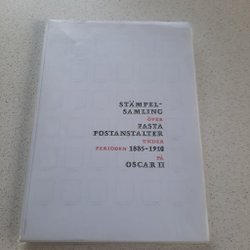 STÄMPEL-
SAMLING
ÖVER
FASTA
POSTANSTALTER
UNDER
PERIODEN 1885-1910
PÅ
OSCAR II